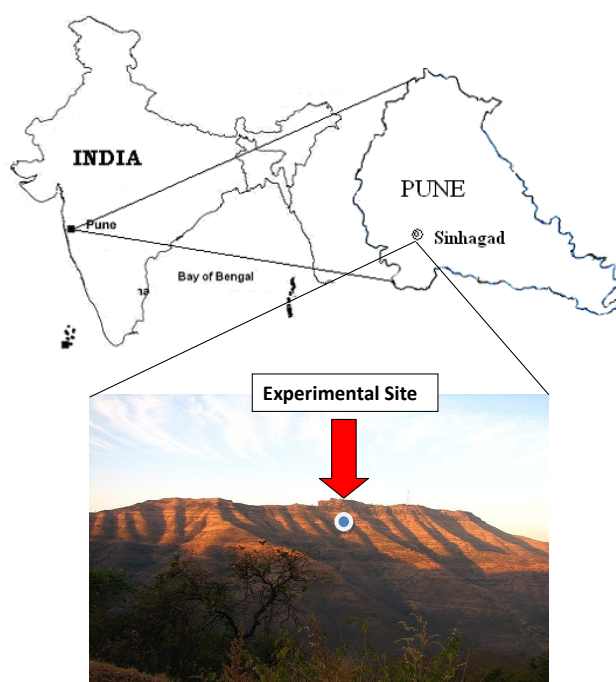 INDIA
PUNE
Pune
Sinhagad
Bay of Bengal
Experimental Site